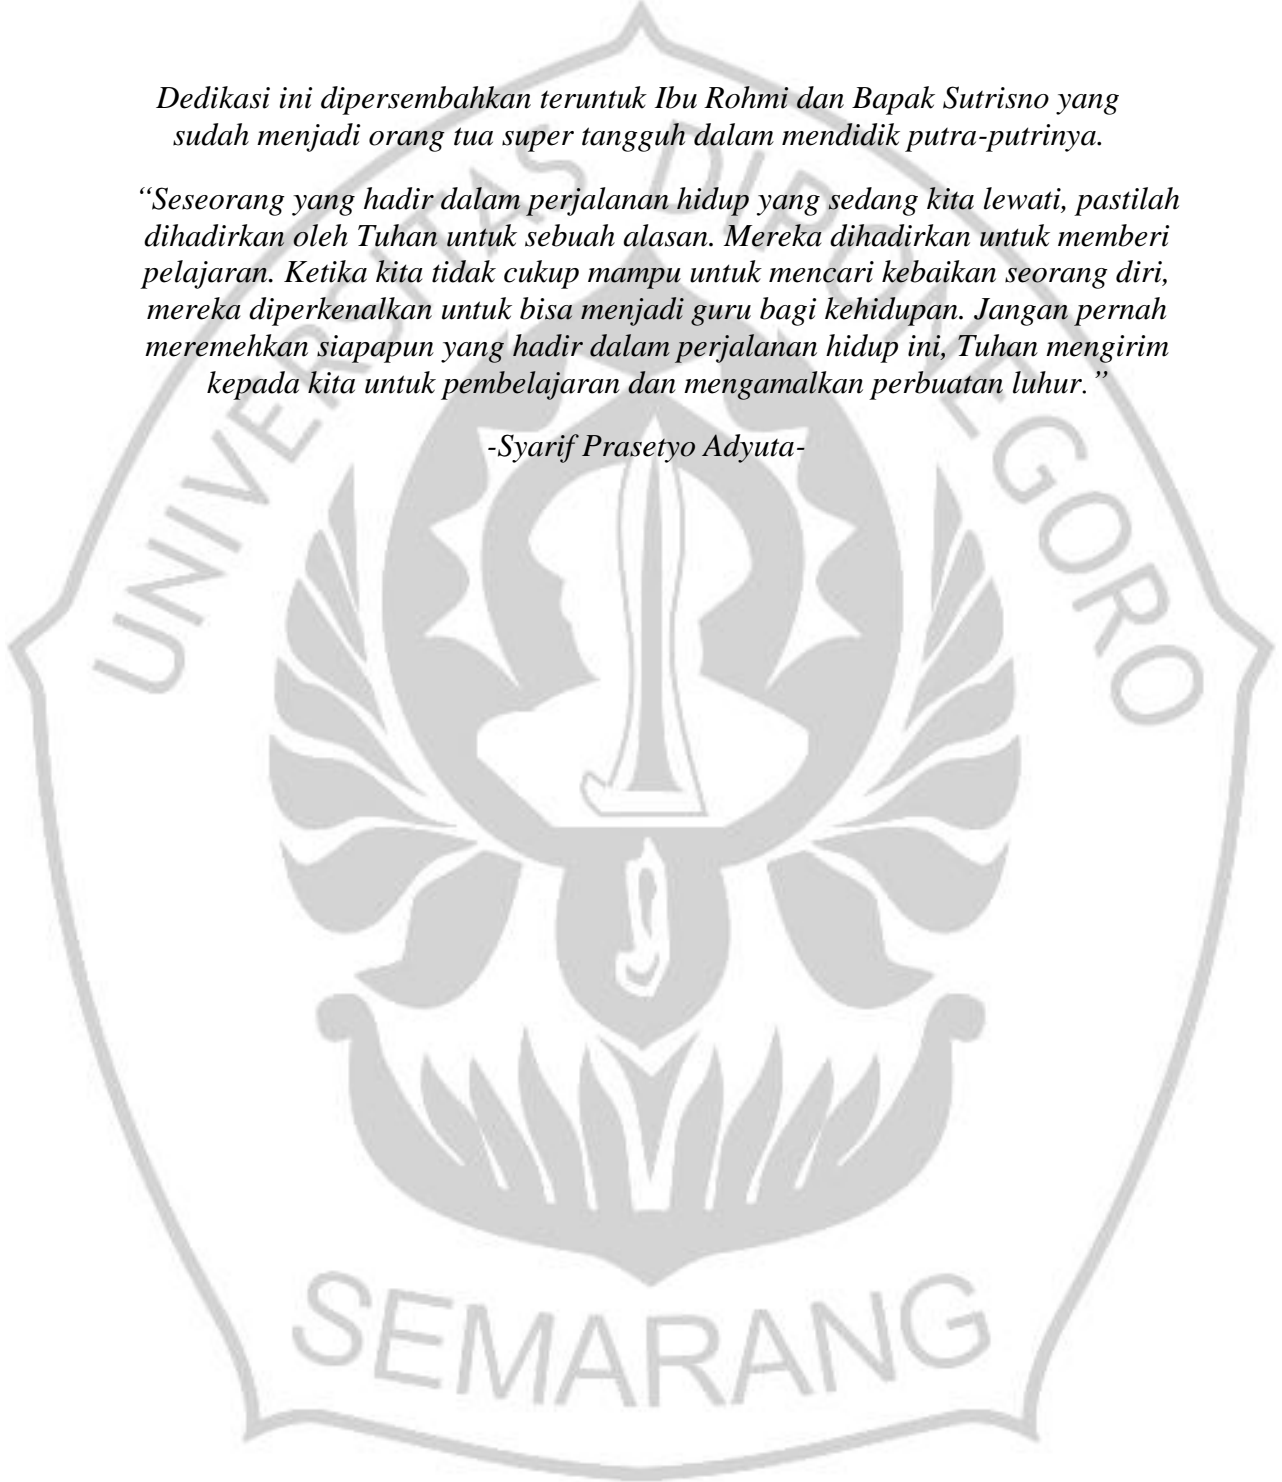 Dedikasi ini dipersembahkan teruntuk Ibu Rohmi dan Bapak Sutrisno yang
sudah menjadi orang tua super tangguh dalam mendidik putra-putrinya.
“Seseorang yang hadir dalam perjalanan hidup yang sedang kita lewati, pastilah
dihadirkan oleh Tuhan untuk sebuah alasan. Mereka dihadirkan untuk memberi
pelajaran. Ketika kita tidak cukup mampu untuk mencari kebaikan seorang diri,
mereka diperkenalkan untuk bisa menjadi guru bagi kehidupan. Jangan pernah
meremehkan siapapun yang hadir dalam perjalanan hidup ini, Tuhan mengirim
kepada kita untuk pembelajaran dan mengamalkan perbuatan luhur.”
-Syarif Prasetyo Adyuta-
UNIVERSITAS DIPONEGORO
SEMARANG